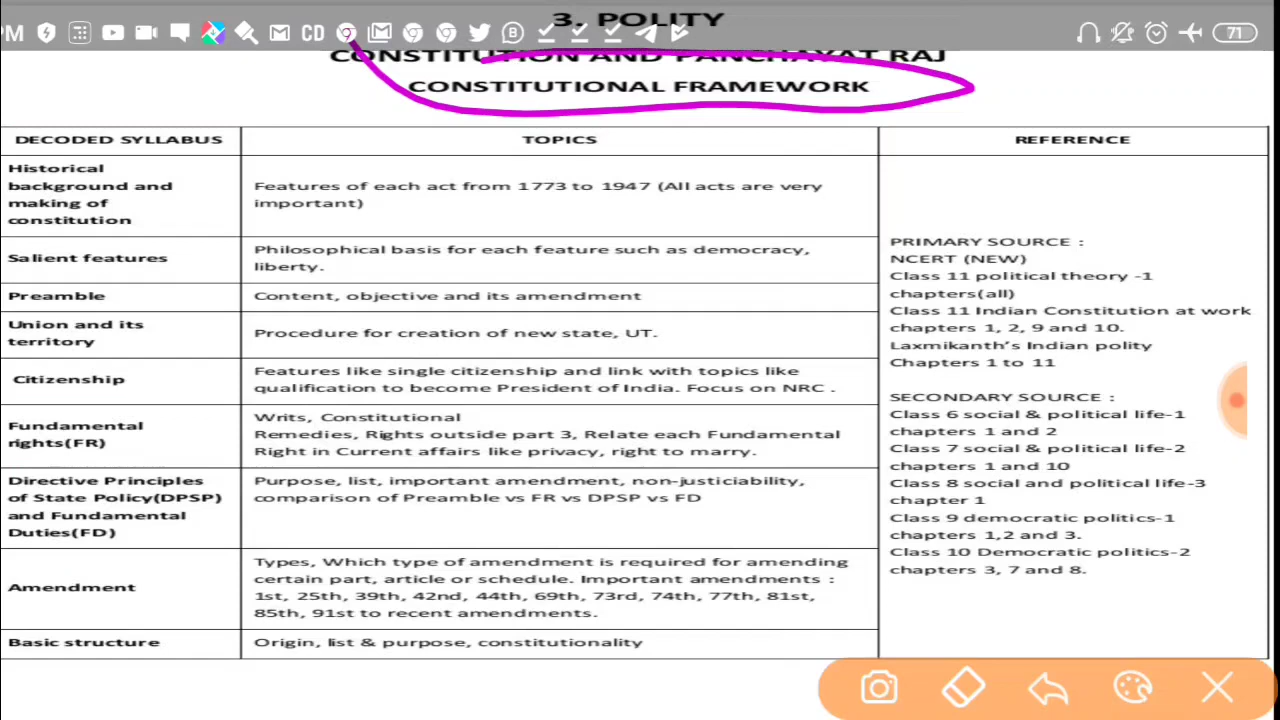 3. POLITY
PM
CD
71
CONSTITUTION AND PANCHAYAT RAJ
CONSTITUTIONAL FRAMEWORK
DECODED SYLLABUS
TOPICS
REFERENCE
Historical
background and
making of
constitution
Features of each act from 1773 to 1947 (All acts are very
important)
Salient features
Philosophical basis for each feature such as democracy,
liberty.
Preamble
Content, objective and its amendment
Union and its
territory
Procedure for creation of new state, UT.
Citizenship
Features like single citizenship and link with topics like
qualification to become President of India. Focus on NRC .
Fundamental
rights(FR)
Writs, Constitutional
Remedies, Rights outside part 3, Relate each Fundamental
Right in Current affairs like privacy, right to marry.
Directive Principles
of State Policy(DPSP)
and Fundamental
Duties(FD)
Purpose, list, important amendment, non-justiciability,
comparison of Preamble vs FR vs DPSP vs FD
Amendment
Types, Which type of amendment is required for amending
certain part, article or schedule. Important amendments :
1st, 25th, 39th, 42nd, 44th, 69th, 73rd, 74th, 77th, 81st,
85th, 91st to recent amendments.
Basic structure
Origin, list & purpose, constitutionality
PRIMARY SOURCE :
NCERT (NEW)
Class 11 political theory -1
chapters(all)
Class 11 Indian Constitution at work
chapters 1, 2, 9 and 10.
Laxmikanth's Indian polity
Chapters 1 to 11
SECONDARY SOURCE :
Class 6 social & political life-1
chapters 1 and 2
Class 7 social & political life-2
chapters 1 and 10
Class 8 social and political life-3
chapter 1
Class 9 democratic politics-1
chapters 1,2 and 3.
Class 10 Democratic politics-2
chapters 3, 7 and 8.